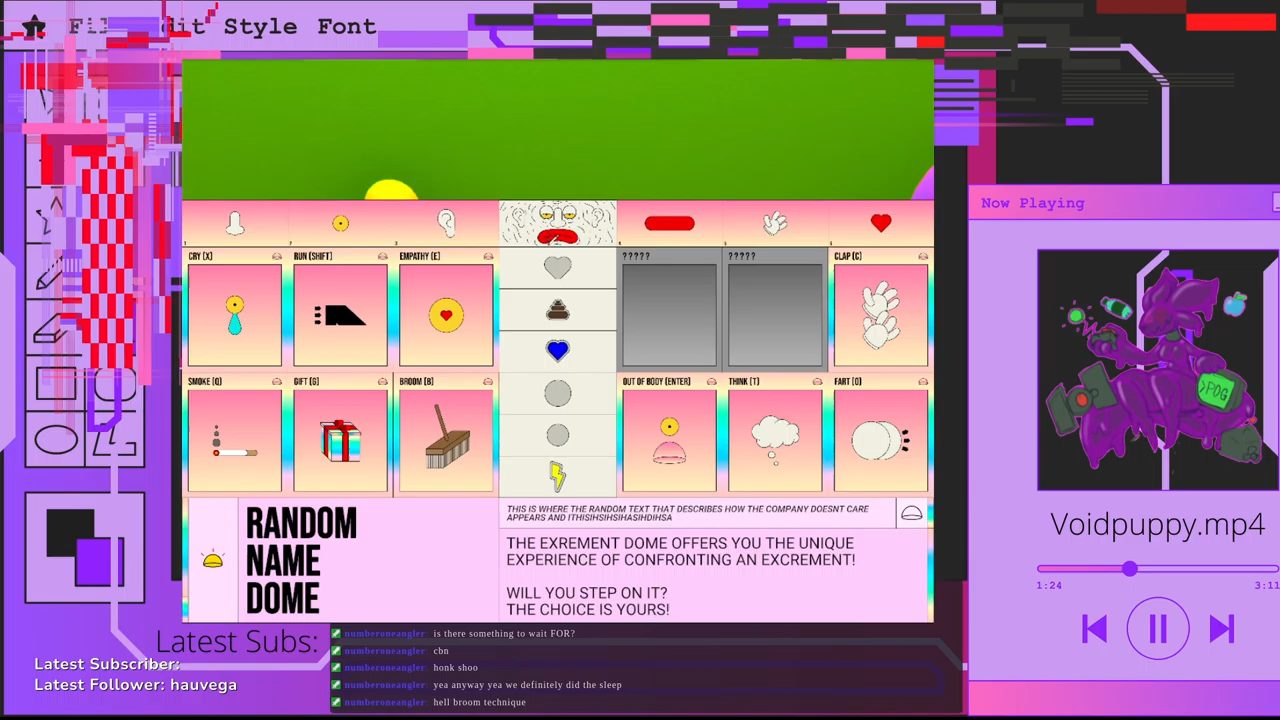 Style Font
CRY [X]
RUN [SHIFT]
EMPATHY [E]
?????
?????
CLAP [C]
SMOKE [Q]
GIFT [G]
BROOM [B]
OUT OF BODY [ENTER]
THINK [T]
FART [O]
RANDOM
NAME
DOME
THIS IS WHERE THE RANDOM TEXT THAT DESCRIBES HOW THE COMPANY DOESNT CARE
APPEARS AND ITHISIHSIHSIHASIHDIHSA
THE EXREMENT DOME OFFERS YOU THE UNIQUE
EXPERIENCE OF CONFRONTING AN EXCREMENT!
WILL YOU STEP ON IT?
THE CHOICE IS YOURS!
Now Playing
>POG
Voidpuppy.mp4
1:24
3:11
Latest Subs:
Latest Subscriber:
Latest Follower: hauvega
numberoneangler: is there something to wait FOR?
numberoneangler: cbn
numberoneangler: honk shoo
numberoneangler: yea anyway yea we definitely did the sleep
numberoneangler: hell broom technique